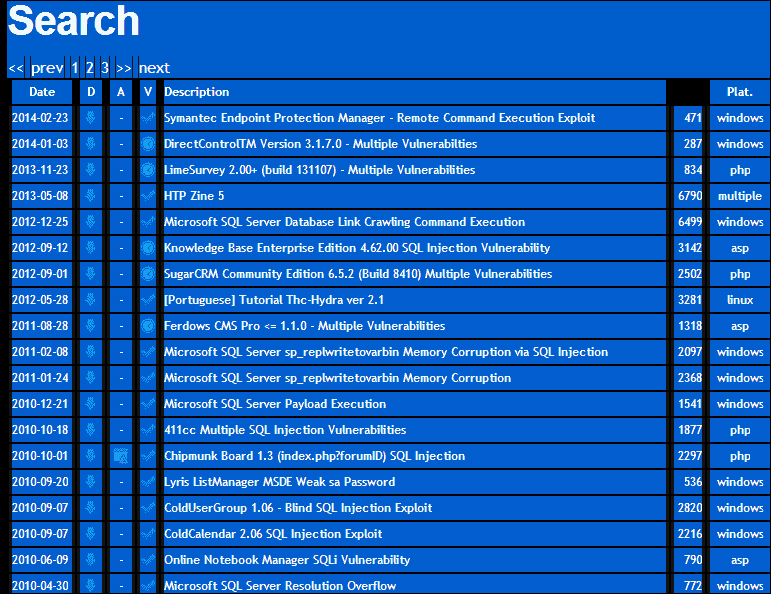 Search
<< prev 1 2 3 >> next
Date D A V Description Plat.
2014-02-23 - Symantec Endpoint Protection Manager - Remote Command Execution Exploit 471 windows
2014-01-03 - DirectControlTM Version 3.1.7.0 - Multiple Vulnerabilties 287 windows
2013-11-23 - LimeSurvey 2.00+ (build 131107) - Multiple Vulnerabilities 834 php
2013-05-08 - HTP Zine 5 6790 multiple
2012-12-25 - Microsoft SQL Server Database Link Crawling Command Execution 6499 windows
2012-09-12 - Knowledge Base Enterprise Edition 4.62.00 SQL Injection Vulnerability 3142 asp
2012-09-01 - SugarCRM Community Edition 6.5.2 (Build 8410) Multiple Vulnerabilities 2502 php
2012-05-28 - [Portuguese] Tutorial Thc-Hydra ver 2.1 3281 linux
2011-08-28 - Ferdows CMS Pro <= 1.1.0 - Multiple Vulnerabilities 1318 asp
2011-02-08 - Microsoft SQL Server sp_replwritetovarbin Memory Corruption via SQL Injection 2097 windows
2011-01-24 - Microsoft SQL Server sp_replwritetovarbin Memory Corruption 2368 windows
2010-12-21 - Microsoft SQL Server Payload Execution 1541 windows
2010-10-18 - 411cc Multiple SQL Injection Vulnerabilities 1877 php
2010-10-01 Chipmunk Board 1.3 (index.php?forumID) SQL Injection 2297 php
2010-09-20 - Lyris ListManager MSDE Weak sa Password 536 windows
2010-09-07 - ColdUserGroup 1.06 - Blind SQL Injection Exploit 2820 windows
2010-09-07 - ColdCalendar 2.06 SQL Injection Exploit 2216 windows
2010-06-09 - Online Notebook Manager SQLi Vulnerability 790 asp
2010-04-30 - Microsoft SQL Server Resolution Overflow 772 windows